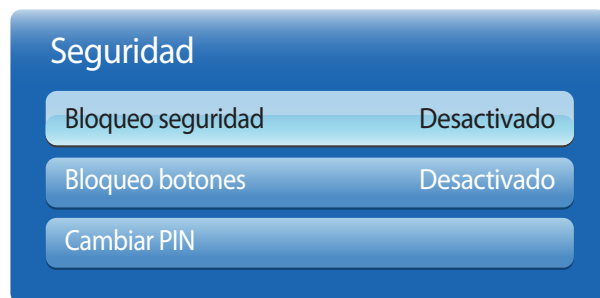 Seguridad
Bloqueo seguridad Desactivado
Bloqueo botones Desactivado
Cambiar PIN